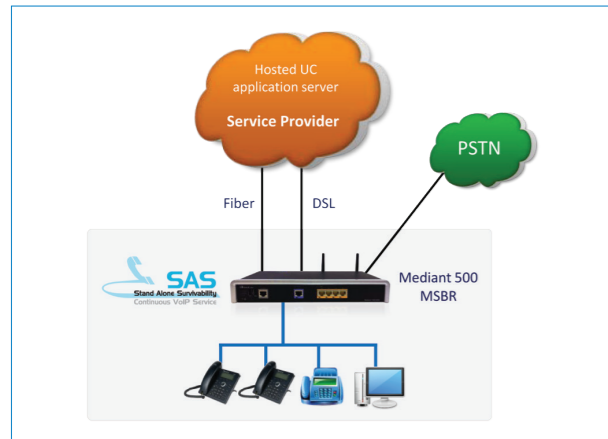 Hosted UC
application server
Service Provider
PSTN
Fiber
DSL
SAS
Stand Alone Survivability
Continuous VoIP Service
Mediant 500
MSBR